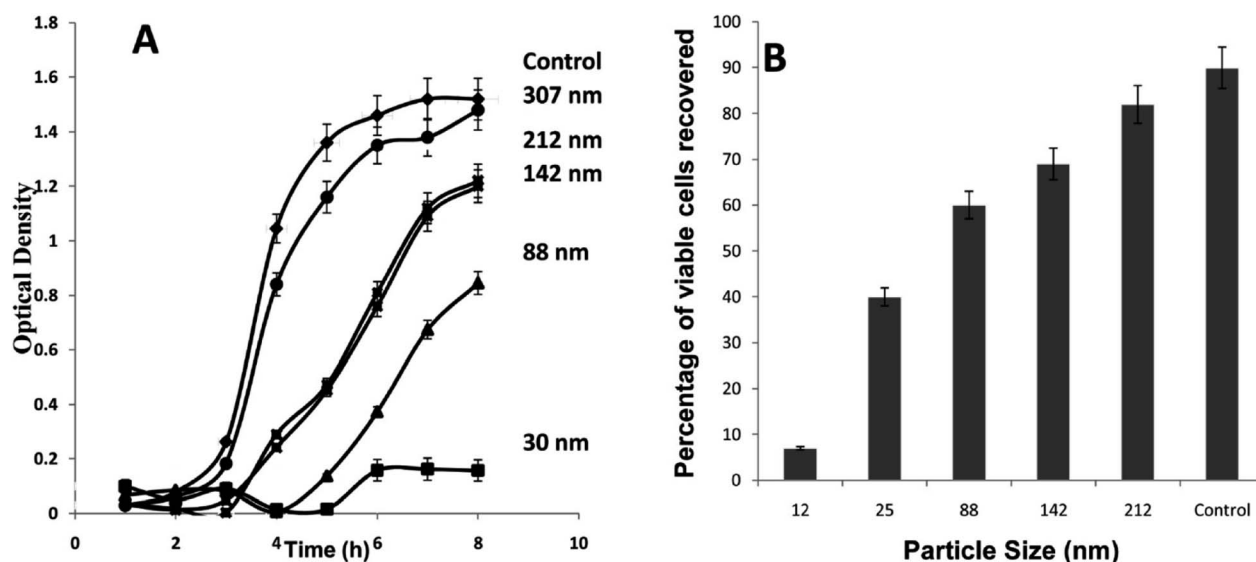 A
Optical Density
1.8
1.6
1.4
1.2
1
0.8
0.6
0.4
0.2
0
0
2
4
6
8
10
Time (h)
Control
307 nm
212 nm
142 nm
88 nm
30 nm
B
Percentage of viable cells recovered
100
90
80
70
60
50
40
30
20
10
0
12
25
88
142
212
Control
Particle Size (nm)